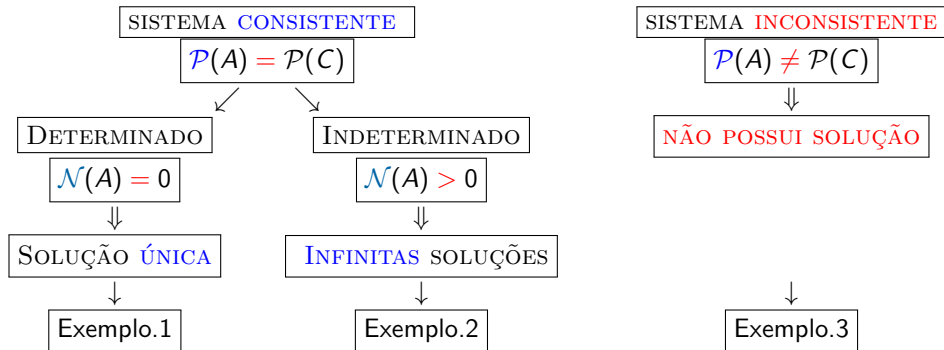 SISTEMA CONSISTENTE
𝒫(A) = 𝒫(C)
DETERMINADO
𝒩(A) = 0
SOLUÇÃO ÚNICA
Exemplo.1
INDETERMINADO
𝒩(A) > 0
INFINITAS SOLUÇÕES
Exemplo.2
SISTEMA INCONSISTENTE
𝒫(A) ≠ 𝒫(C)
NÃO POSSUI SOLUÇÃO
Exemplo.3